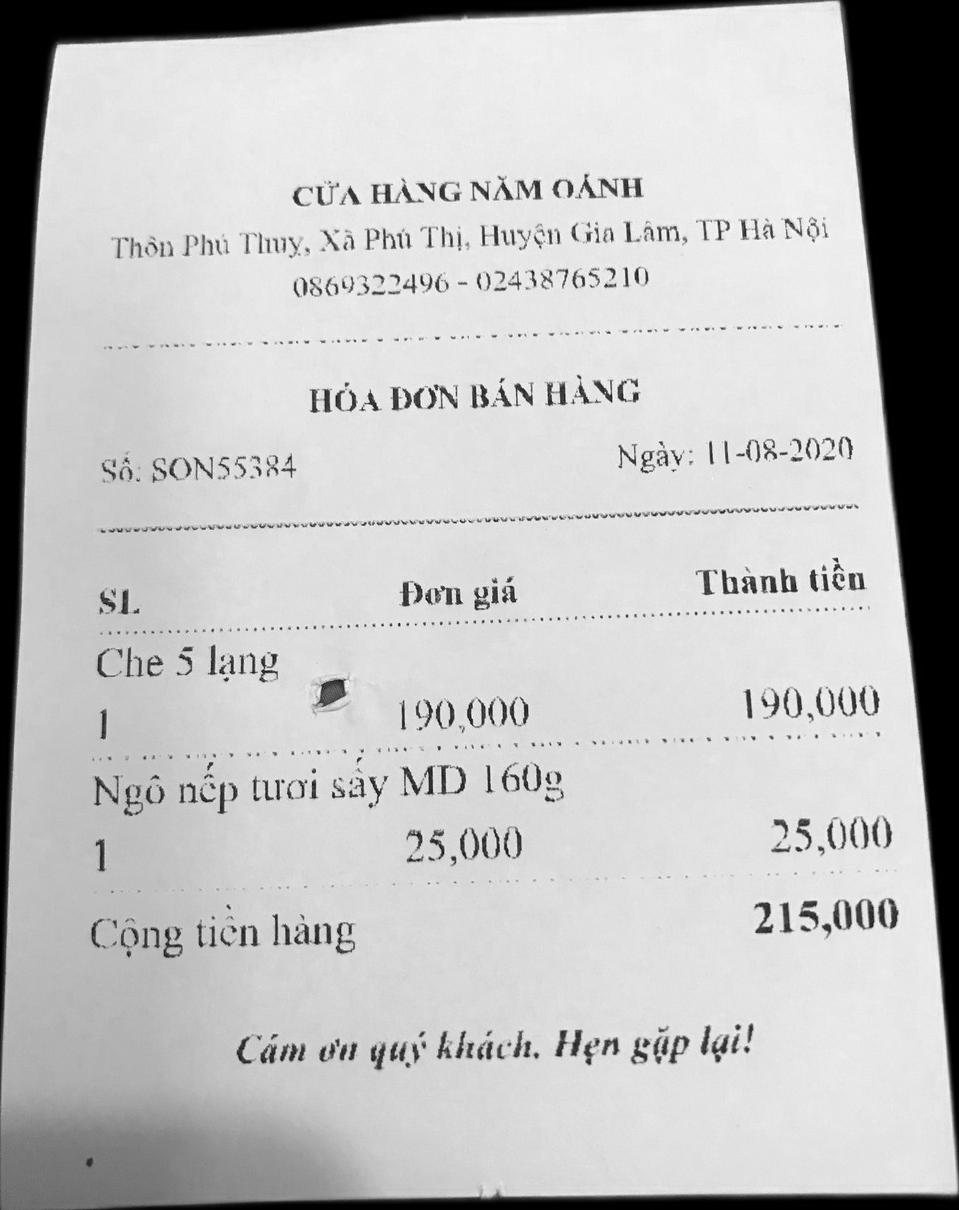 CỬA HÀNG NĂM OÁNH
Thôn Phú Thuỵ, Xã Phú Thị, Huyện Gia Lâm, TP Hà Nội
0869322496 - 02438765210
HÓA ĐƠN BÁN HÀNG
Số: SON55384 Ngày: 11-08-2020
SL Đơn giá Thành tiền
Che 5 lạng
1 190,000 190,000
Ngô nếp tươi sấy MD 160g
1 25,000 25,000
Cộng tiền hàng 215,000
Cám ơn quý khách. Hẹn gặp lại!